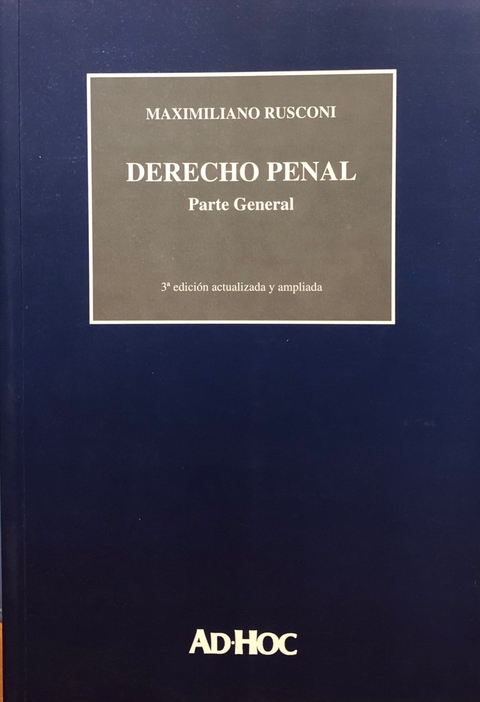 MAXIMILIANO RUSCONI
DERECHO PENAL
Parte General
3ª edición actualizada y ampliada
AD·HOC